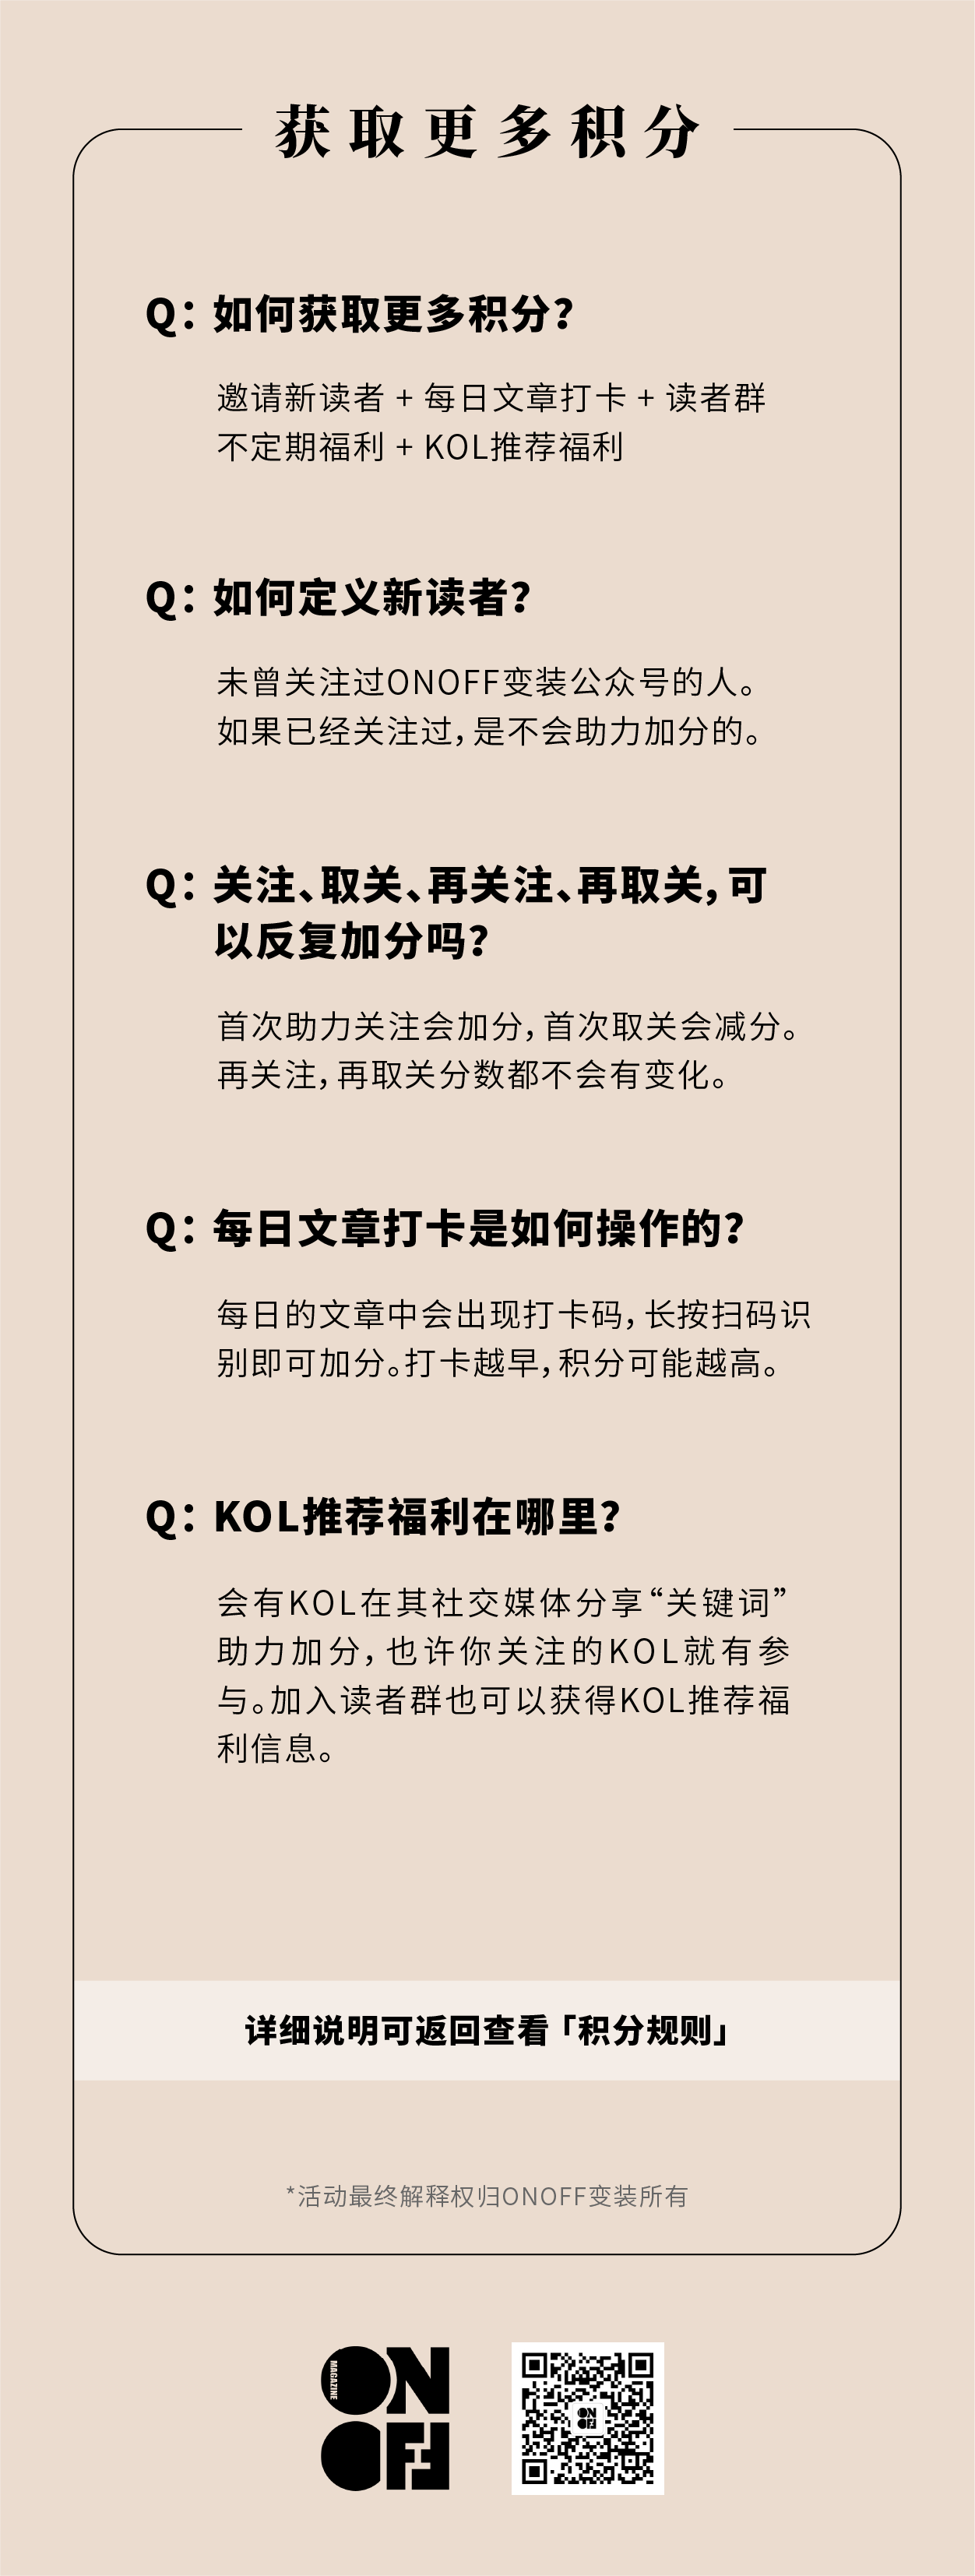 获取更多积分
Q：如何获取更多积分？
邀请新读者 + 每日文章打卡 + 读者群
不定期福利 + KOL推荐福利
Q：如何定义新读者？
未曾关注过ONOFF变装公众号的人。
如果已经关注过，是不会助力加分的。
Q：关注、取关、再关注、再取关，可
以反复加分吗？
首次助力关注会加分，首次取关会减分。
再关注，再取关分数都不会有变化。
Q：每日文章打卡是如何操作的？
每日的文章中会出现打卡码，长按扫码识
别即可加分。打卡越早，积分可能越高。
Q：KOL推荐福利在哪里？
会有KOL在其社交媒体分享“关键词”
助力加分，也许你关注的KOL就有参
与。加入读者群也可以获得KOL推荐福
利信息。
详细说明可返回查看「积分规则」
*活动最终解释权归ONOFF变装所有
ON
MAGAZINE
OFF